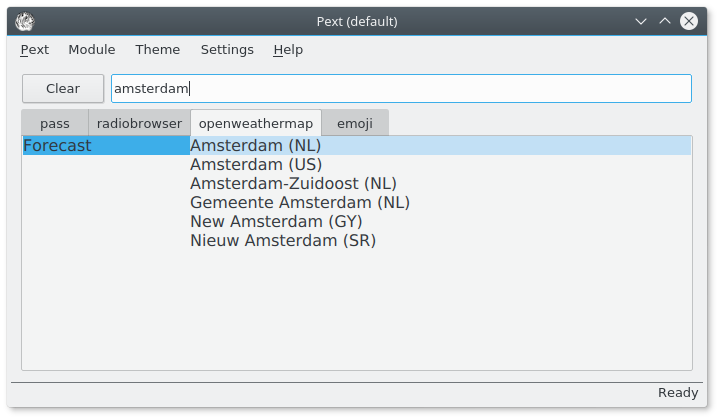 Pext (default)
Pext Module Theme Settings Help
Clear amsterdam
pass radiobrowser openweathermap emoji
Forecast Amsterdam (NL)
Amsterdam (US)
Amsterdam-Zuidoost (NL)
Gemeente Amsterdam (NL)
New Amsterdam (GY)
Nieuw Amsterdam (SR)
Ready